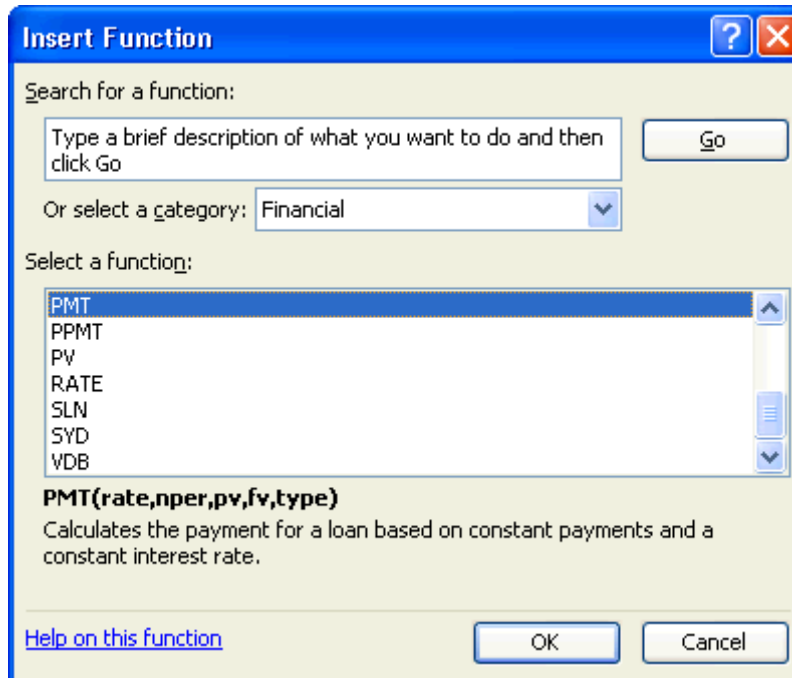 Insert Function
Search for a function:
Type a brief description of what you want to do and then
click Go
Go
Or select a category: Financial
Select a function:
PMT
PPMT
PV
RATE
SLN
SYD
VDB
PMT(rate,nper,pv,fv,type)
Calculates the payment for a loan based on constant payments and a
constant interest rate.
Help on this function
OK
Cancel